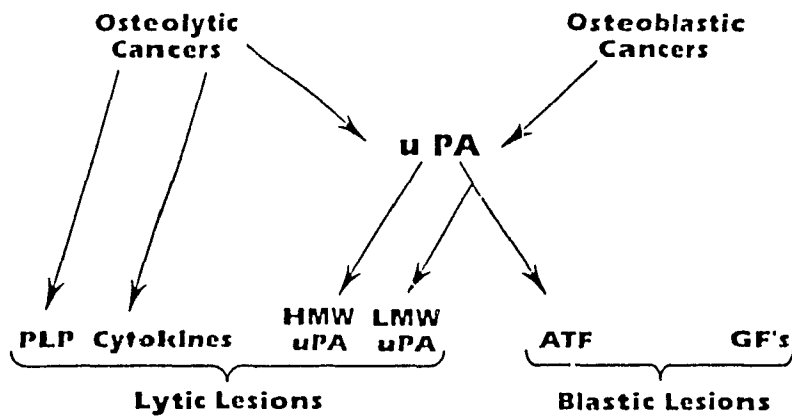 Osteolytic
Cancers
Osteoblastic
Cancers
u PA
PLP Cytokines
HMW
uPA
LMW
uPA
ATF
GF's
Lytic Lesions
Blastic Lesions